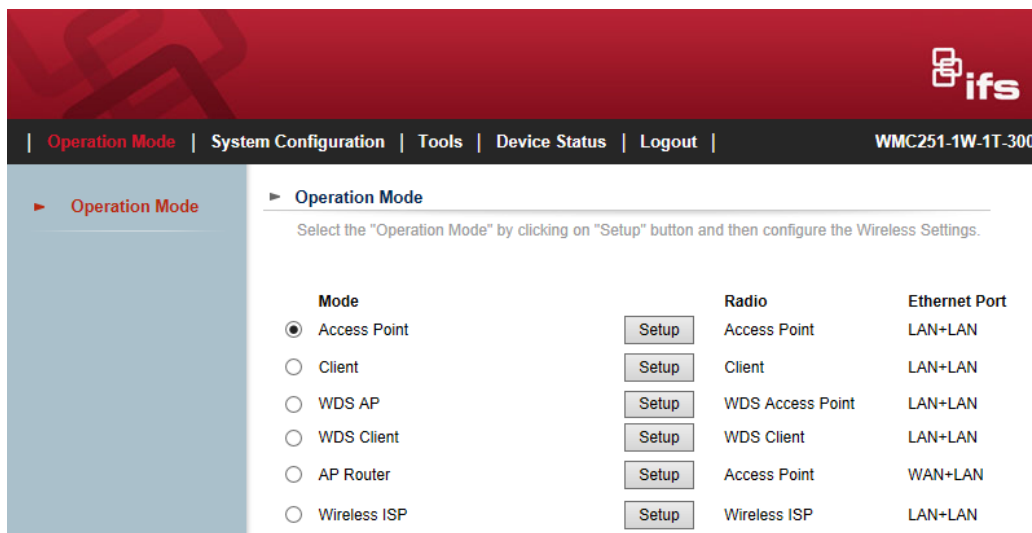 ifs
| Operation Mode | System Configuration | Tools | Device Status | Logout | WMC251-1W-1T-300
Operation Mode
Operation Mode
Select the "Operation Mode" by clicking on "Setup" button and then configure the Wireless Settings.
Mode Radio Ethernet Port
Access Point Setup Access Point LAN+LAN
Client Setup Client LAN+LAN
WDS AP Setup WDS Access Point LAN+LAN
WDS Client Setup WDS Client LAN+LAN
AP Router Setup Access Point WAN+LAN
Wireless ISP Setup Wireless ISP LAN+LAN